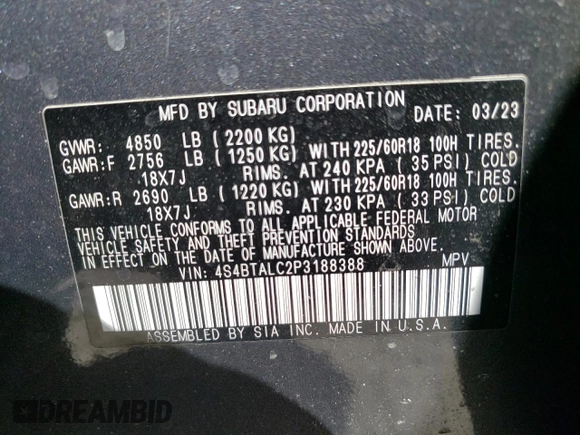 MFD BY SUBARU CORPORATION DATE: 03/23
GVWR: 4850 LB (2200 KG)
GAWR:F 2756 LB (1250 KG) WITH 225/60R18 100H TIRES.
18X7J RIMS. AT 240 KPA (35 PSI) COLD
GAWR:R 2690 LB (1220 KG) WITH 225/60R18 100H TIRES.
18X7J RIMS. AT 230 KPA (33 PSI) COLD
THIS VEHICLE CONFORMS TO ALL APPLICABLE FEDERAL MOTOR
VEHICLE SAFETY AND THEFT PREVENTION STANDARDS
IN EFFECT ON THE DATE OF MANUFACTURE SHOWN ABOVE.
VIN: 4S4BTALC2P3188388 MPV
ASSEMBLED BY SIA INC. MADE IN U.S.A.
DREAMBID